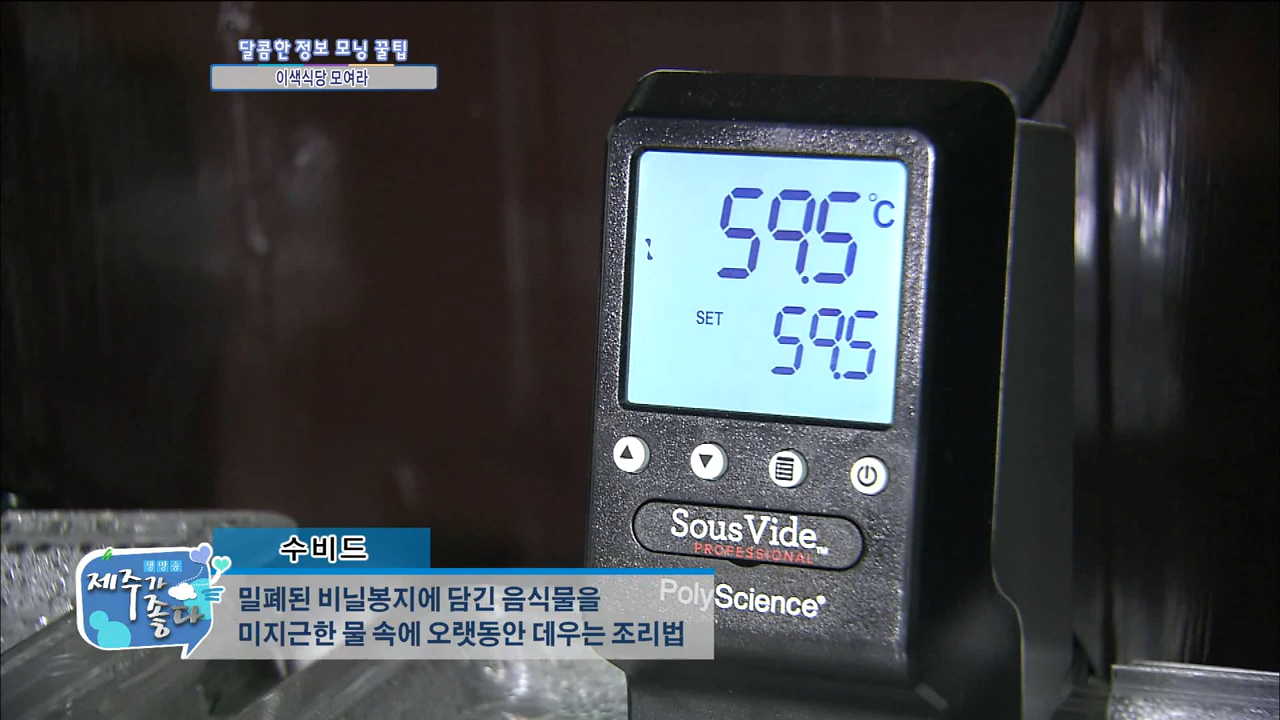 달콤한 정보 모닝 꿀팁
이색식당 모여라
59.5 °C
SET 59.5
SousVide™
PROFESSIONAL
PolyScience®
수비드
생방송
제주가
좋다
밀폐된 비닐봉지에 담긴 음식물을
미지근한 물 속에 오랫동안 데우는 조리법